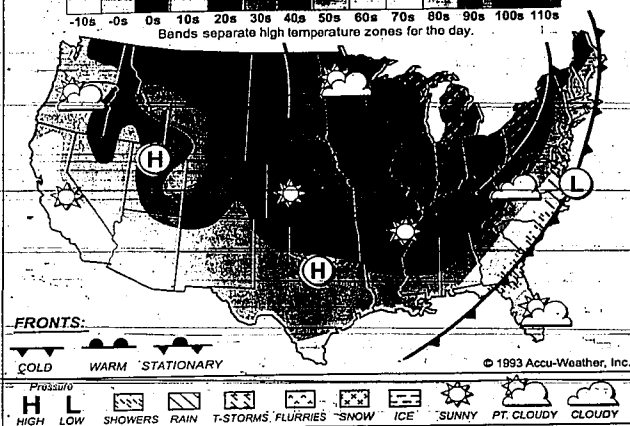 -10s -0s 0s 10s 20s 30s 40s 50s 60s 70s 80s 90s 100s 110s
Bands separate high temperature zones for the day.
H
L
H
FRONTS:
COLD WARM STATIONARY
© 1993 Accu-Weather, Inc.
Pressure
H L
HIGH LOW SHOWERS RAIN T-STORMS FLURRIES SNOW ICE SUNNY PT. CLOUDY CLOUDY